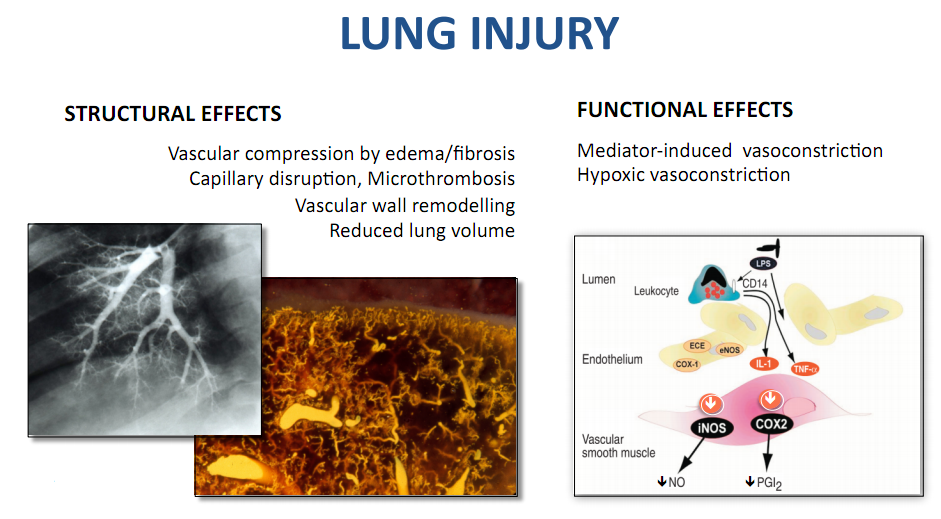 LUNG INJURY
STRUCTURAL EFFECTS
Vascular compression by edema/fibrosis
Capillary disruption, Microthrombosis
Vascular wall remodelling
Reduced lung volume
FUNCTIONAL EFFECTS
Mediator-induced vasoconstriction
Hypoxic vasoconstriction
Lumen
LPS
Leukocyte
CD14
Endothelium
ECE
eNOS
COX-1
IL-1
TNF-α
iNOS
COX2
Vascular
smooth muscle
↓NO
↓PGI₂